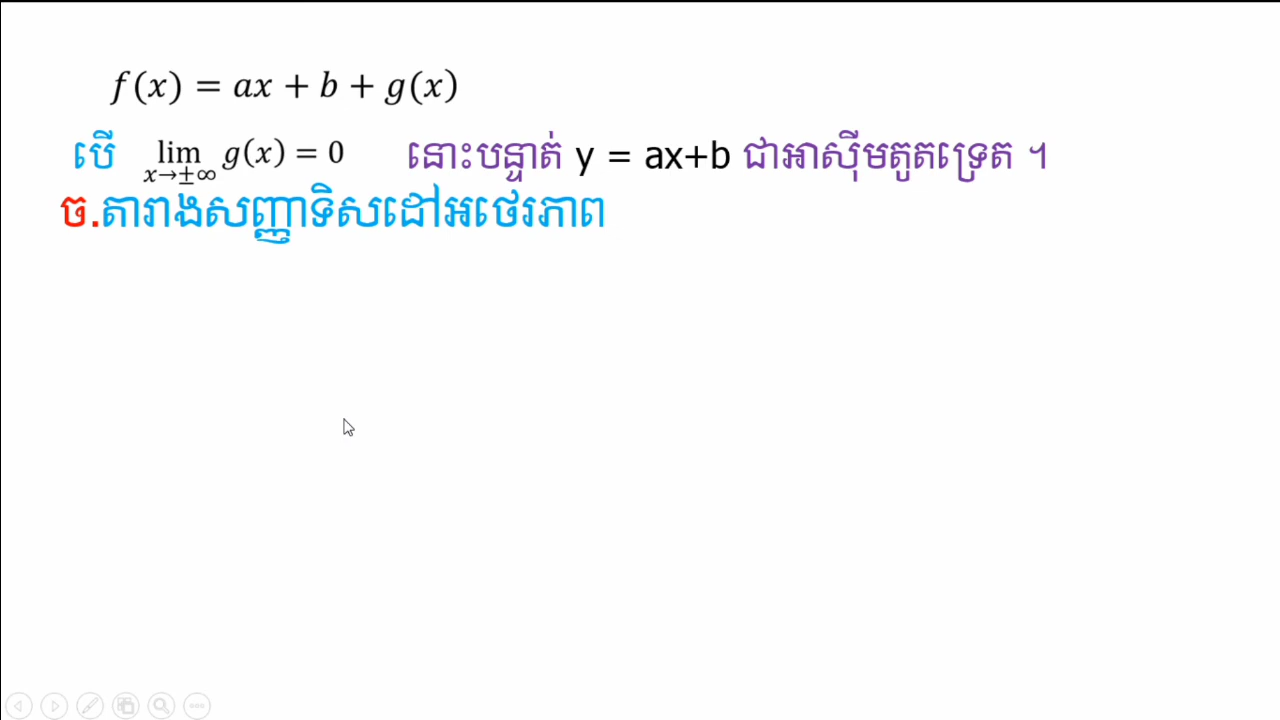 f(x) = ax + b + g(x)
បើ lim x→±∞ g(x) = 0 នោះបន្ទាត់ y = ax+b ជាអាស៊ីមតូតទ្រេត ។
ច.តារាងសញ្ញាទិសដៅអថេរភាព